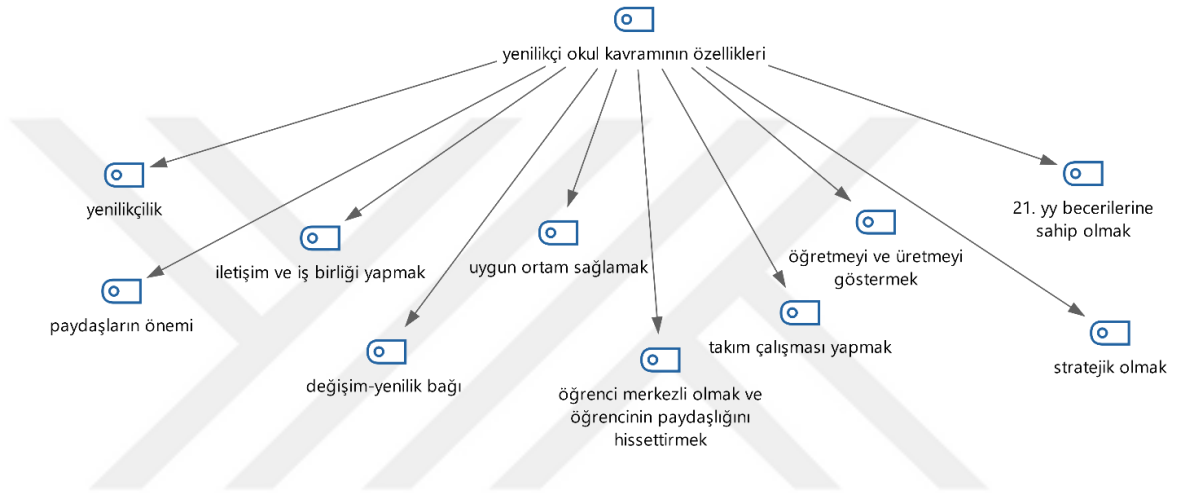 yenilikçi okul kavramının özellikleri
yenilikçilik
21. yy becerilerine
sahip olmak
iletişim ve iş birliği yapmak
uygun ortam sağlamak
öğretmeyi ve üretmeyi
göstermek
paydaşların önemi
değişim-yenilik bağı
öğrenci merkezli olmak ve
öğrencinin paydaşlığını
hissettirmek
takım çalışması yapmak
stratejik olmak